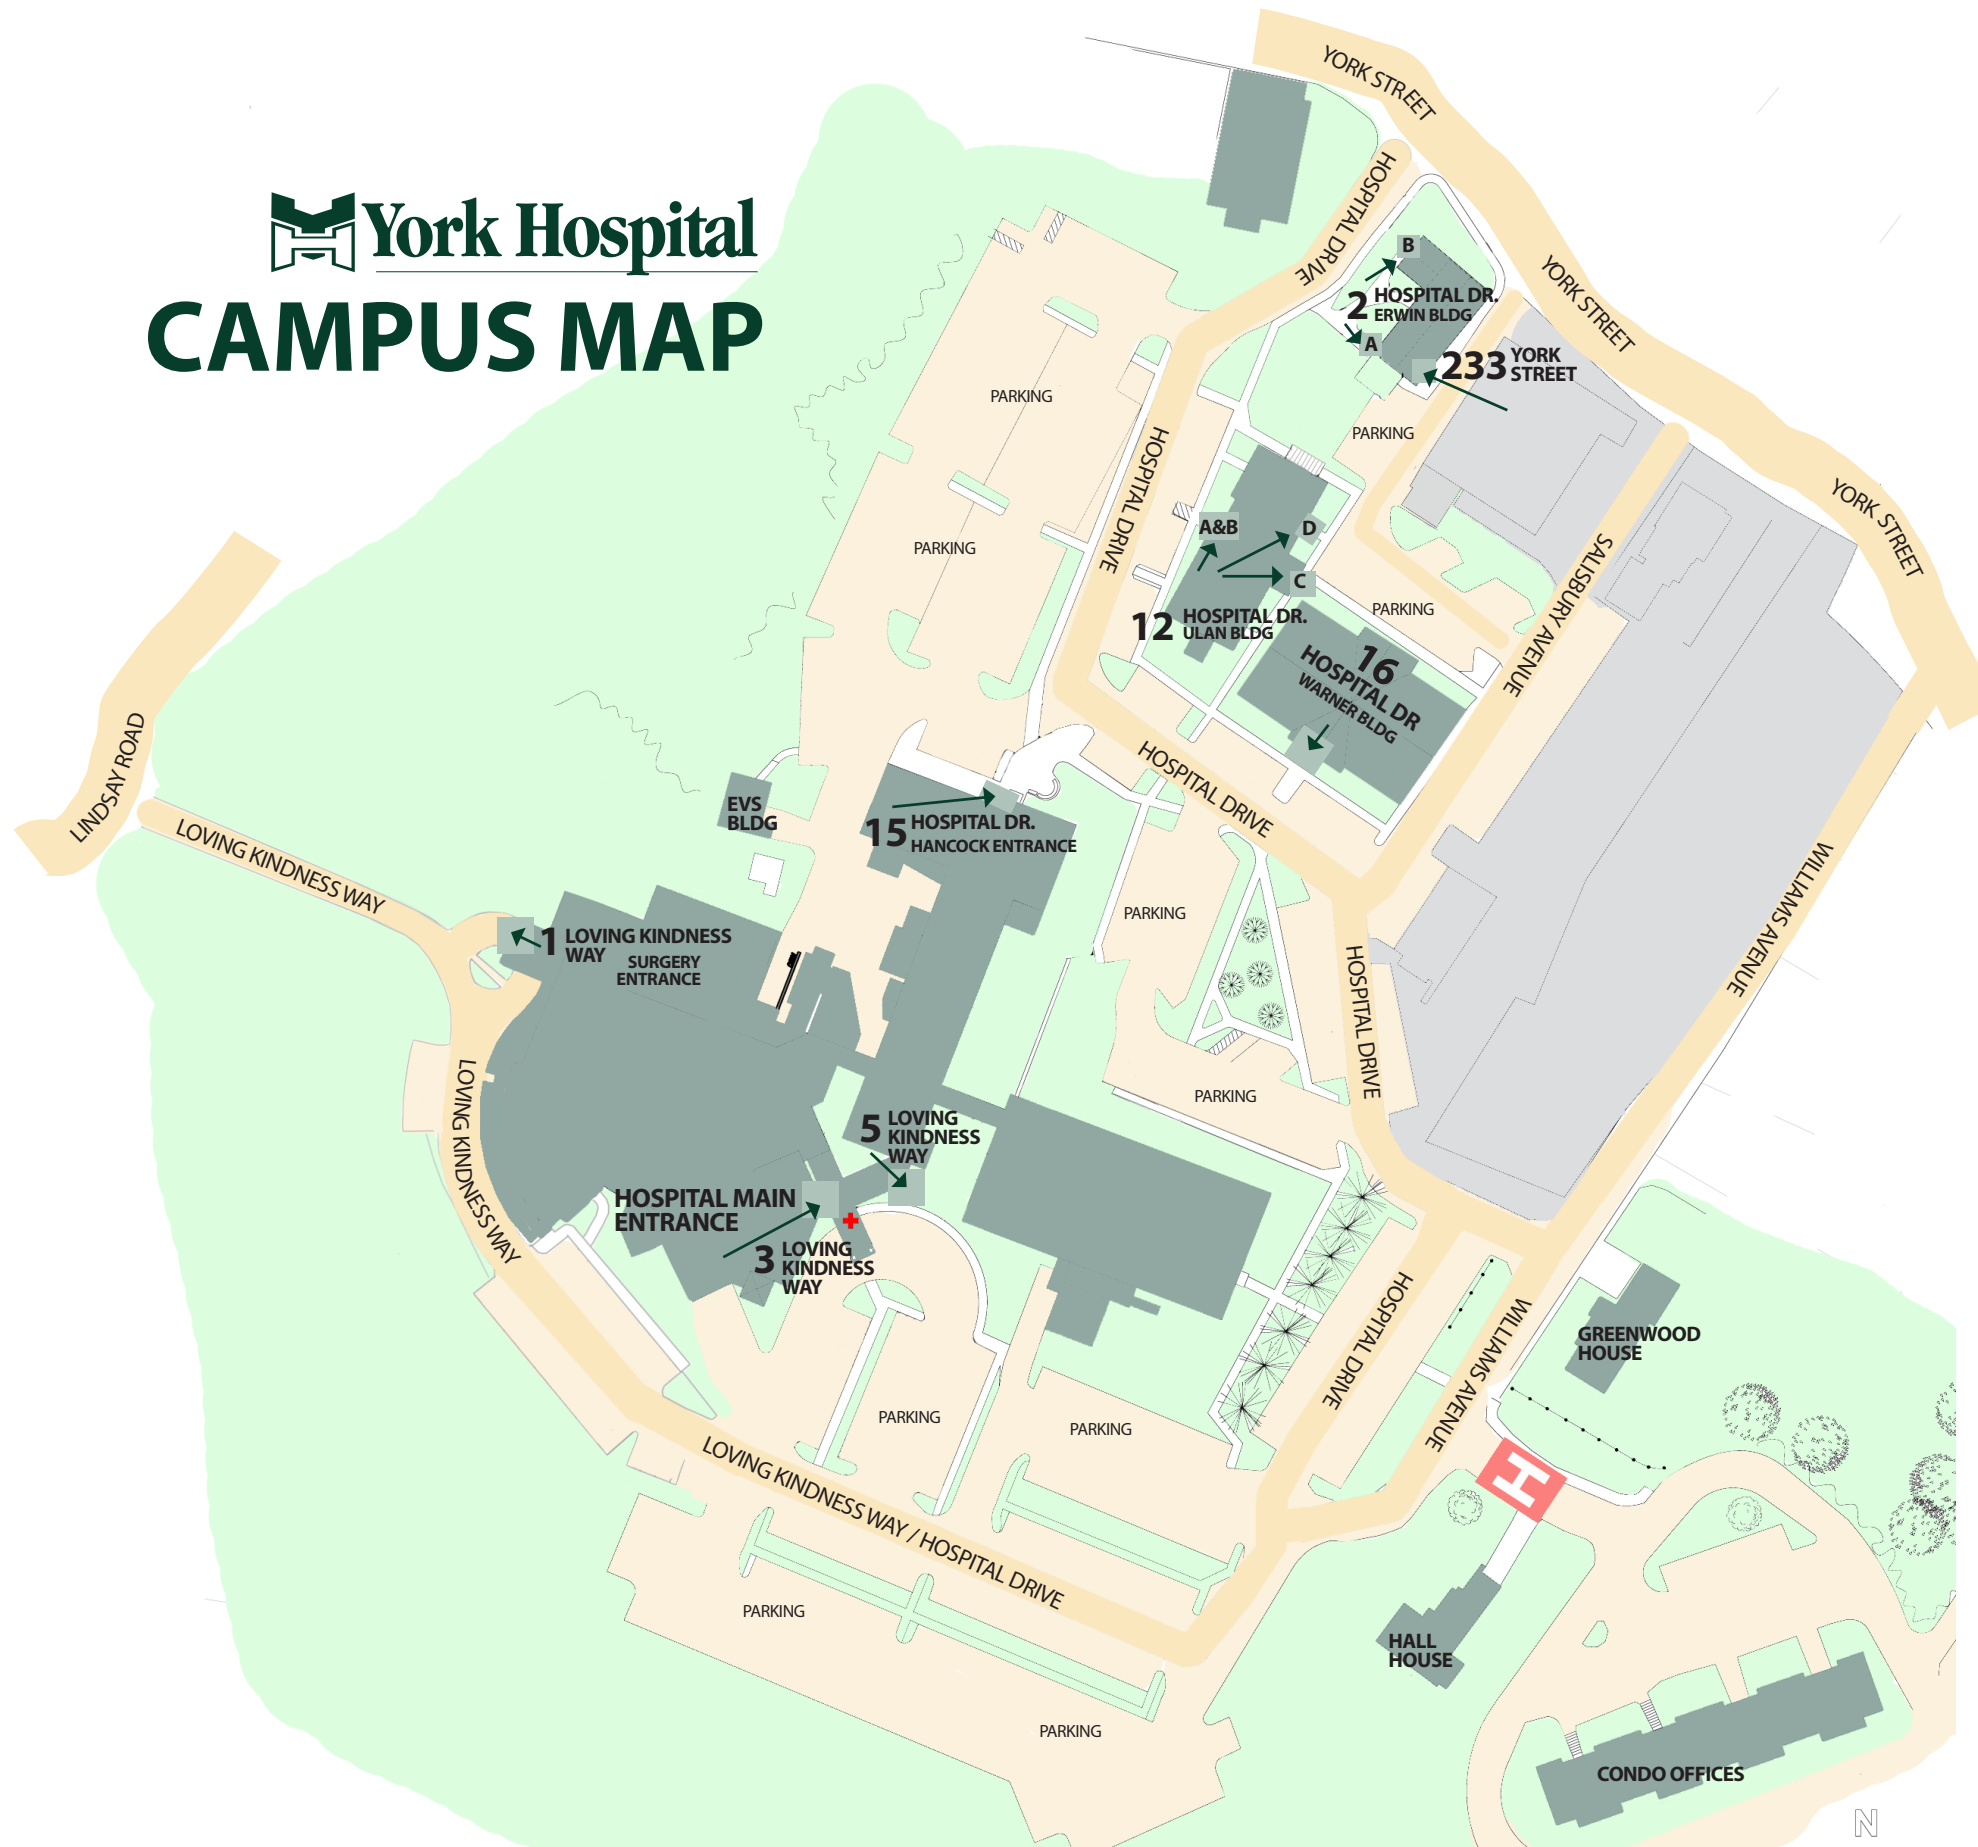 York Hospital
CAMPUS MAP
YORK STREET
HOSPITAL DRIVE
B
2 HOSPITAL DR.
ERWIN BLDG
A
YORK STREET
233 YORK
STREET
PARKING
PARKING
HOSPITAL DRIVE
YORK STREET
PARKING
A&B
D
C
SALISBURY AVENUE
PARKING
12 HOSPITAL DR.
ULAN BLDG
16
HOSPITAL DR
WARNER BLDG
LINDSAY ROAD
HOSPITAL DRIVE
EVS
BLDG
15 HOSPITAL DR.
HANCOCK ENTRANCE
LOVING KINDNESS WAY
WILLIAMS AVENUE
PARKING
1 LOVING KINDNESS
WAY
SURGERY
ENTRANCE
HOSPITAL DRIVE
LOVING KINDNESS WAY
PARKING
5 LOVING
KINDNESS
WAY
HOSPITAL MAIN
ENTRANCE
3 LOVING
KINDNESS
WAY
HOSPITAL DRIVE
WILLIAMS AVENUE
GREENWOOD
HOUSE
PARKING
PARKING
LOVING KINDNESS WAY / HOSPITAL DRIVE
H
PARKING
HALL
HOUSE
PARKING
CONDO OFFICES
N